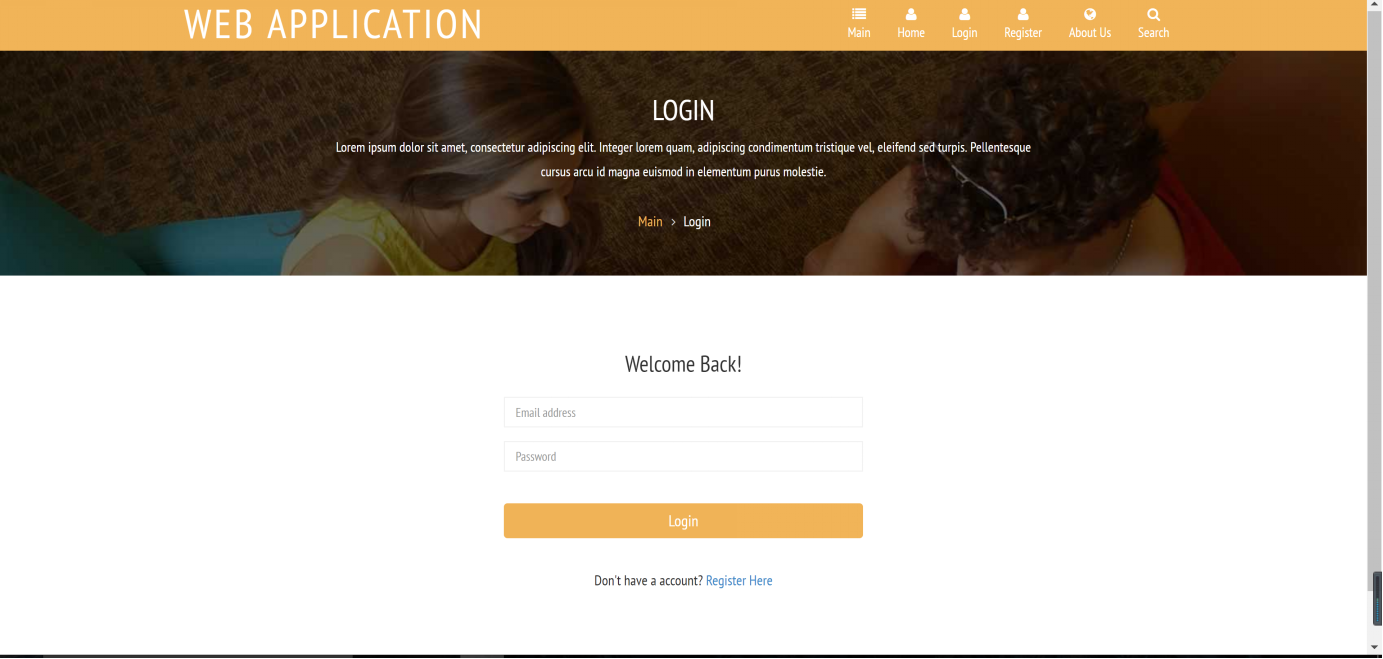 WEB APPLICATION
Main Home Login Register About Us Search
LOGIN
Lorem ipsum dolor sit amet, consectetur adipiscing elit. Integer lorem quam, adipiscing condimentum tristique vel, eleifend sed turpis. Pellentesque
cursus arcu id magna euismod in elementum purus molestie.
Main > Login
Welcome Back!
Email address
Password
Login
Don't have a account? Register Here